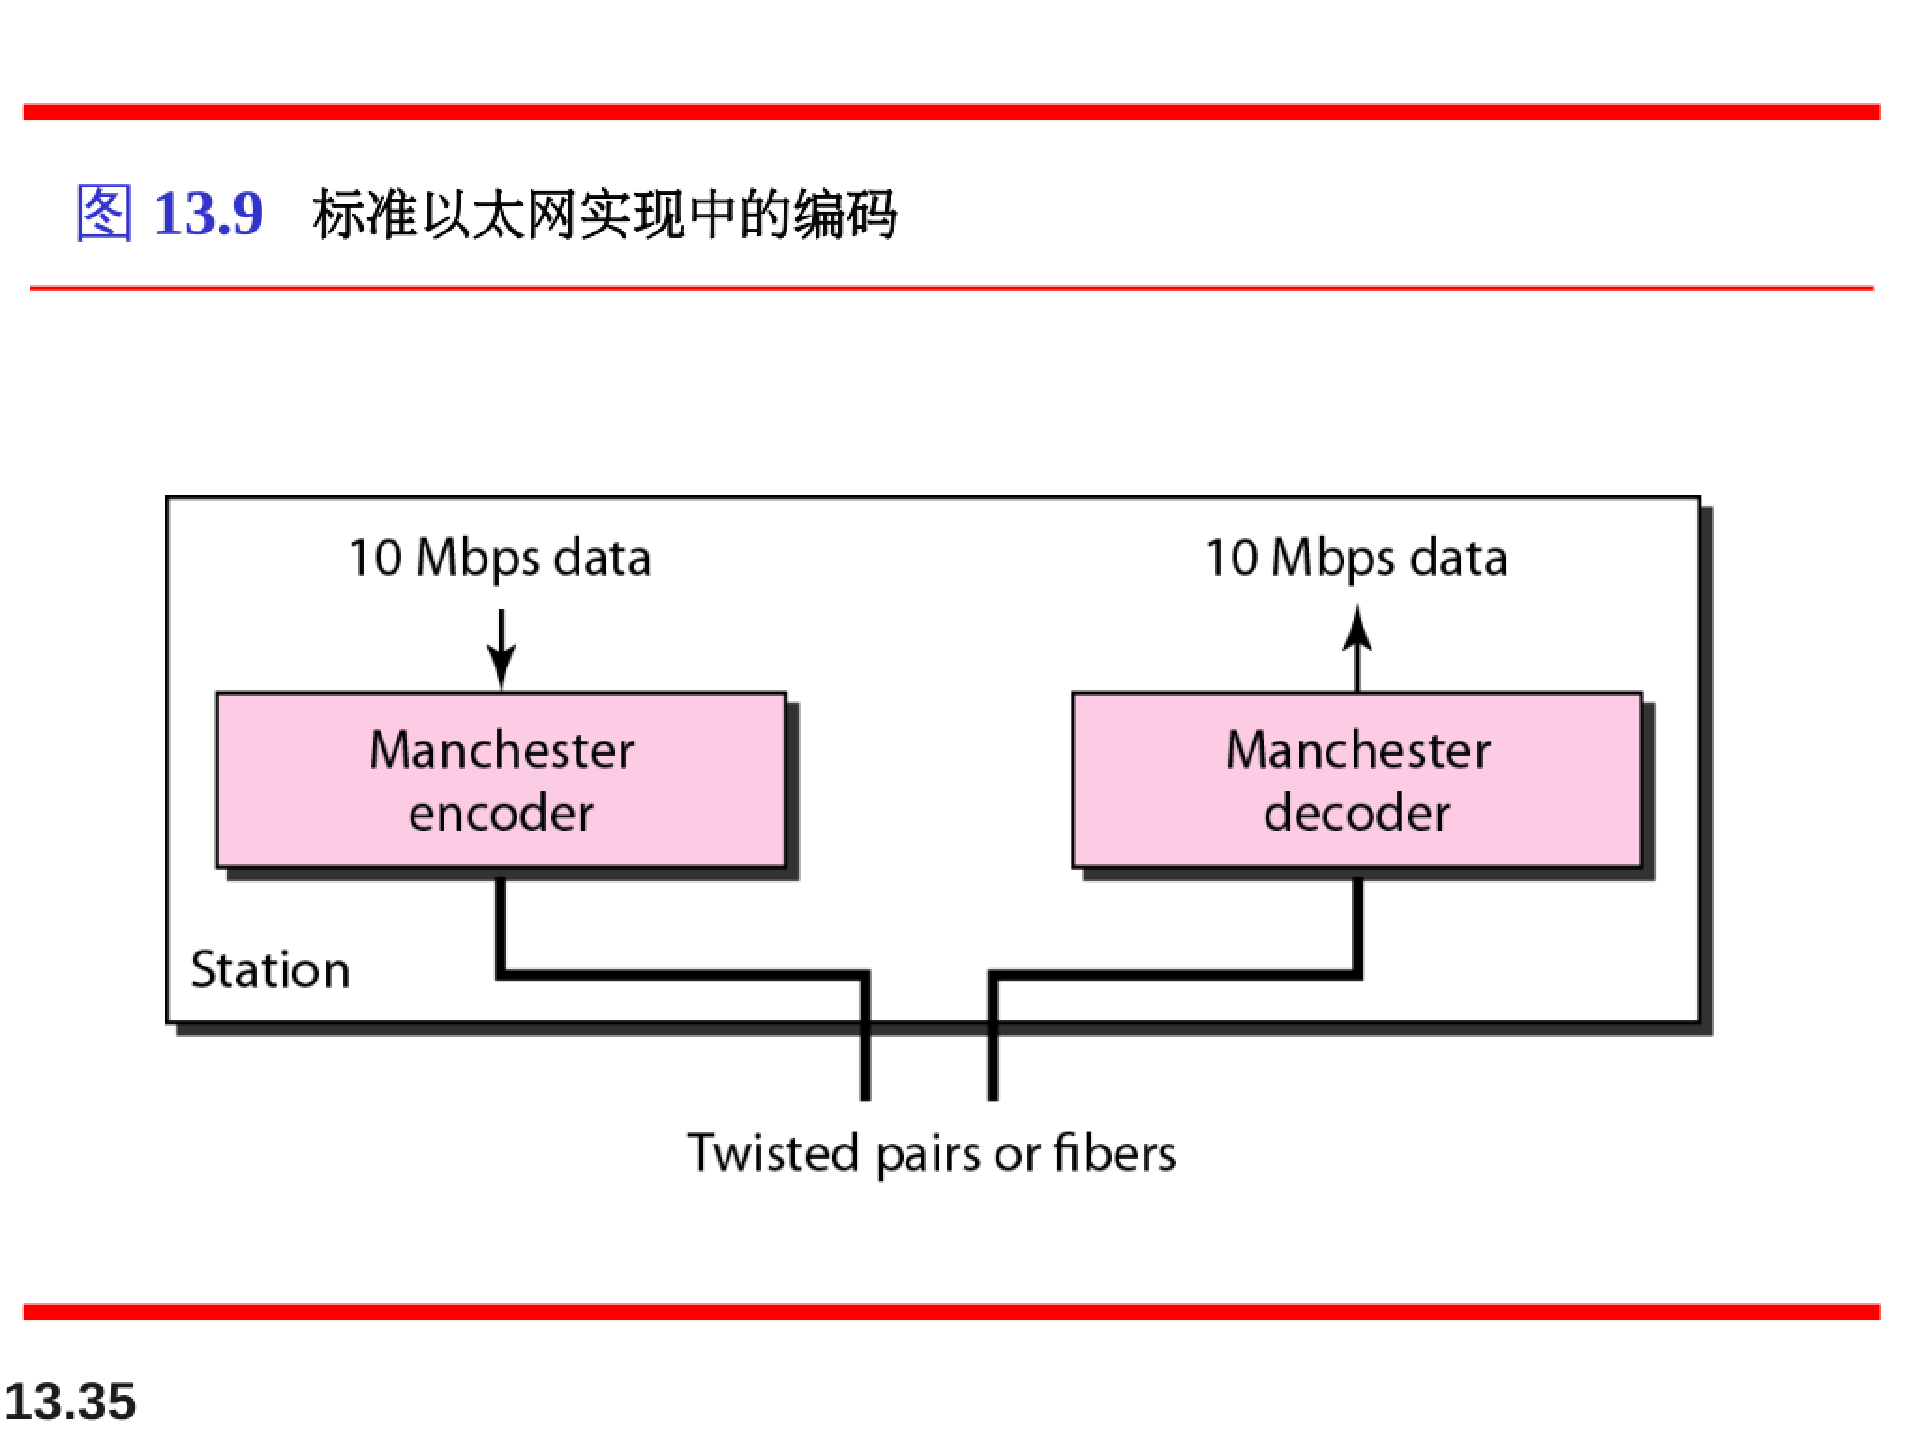 图 13.9 标准以太网实现中的编码
10 Mbps data
10 Mbps data
Manchester
encoder
Manchester
decoder
Station
Twisted pairs or fibers
13.35